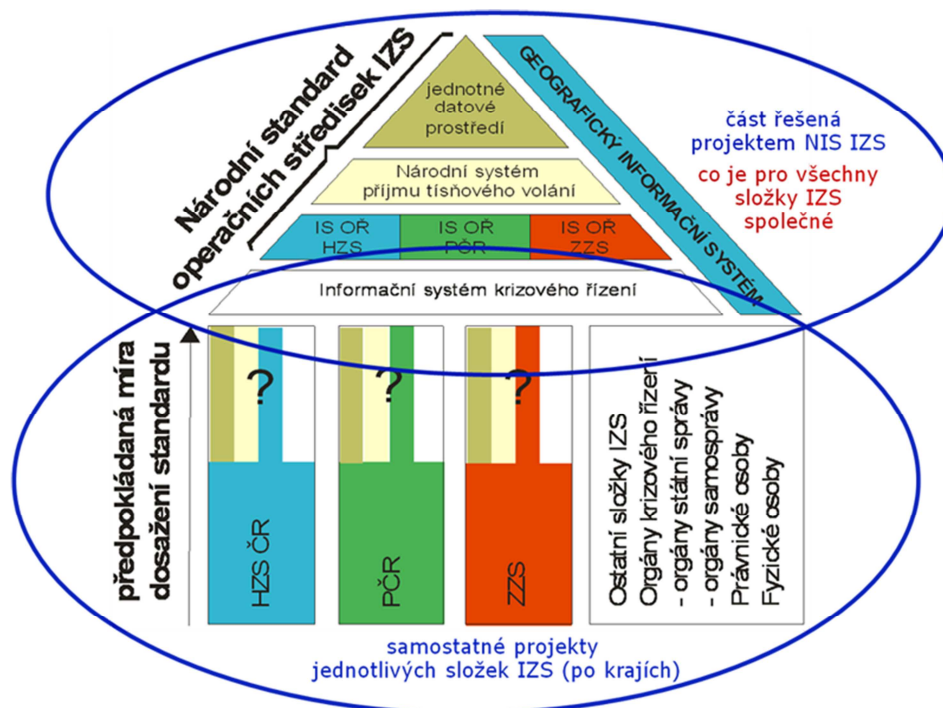 Národní standard
operačních středisek IZS
jednotné
datové
prostředí
GEOGRAFICKÝ INFORMAČNÍ SYSTÉM
část řešená
projektem NIS IZS
co je pro všechny
složky IZS
společné
Národní systém
příjmu tísňového volání
IS OŘ
HZS
IS OŘ
PČR
IS OŘ
ZZS
Informační systém krizového řízení
předpokládaná míra
dosažení standardu
?
HZS ČR
?
PČR
?
ZZS
Ostatní složky IZS
Orgány krizového řízení
- orgány státní správy
- orgány samosprávy
Právnické osoby
Fyzické osoby
samostatné projekty
jednotlivých složek IZS (po krajích)